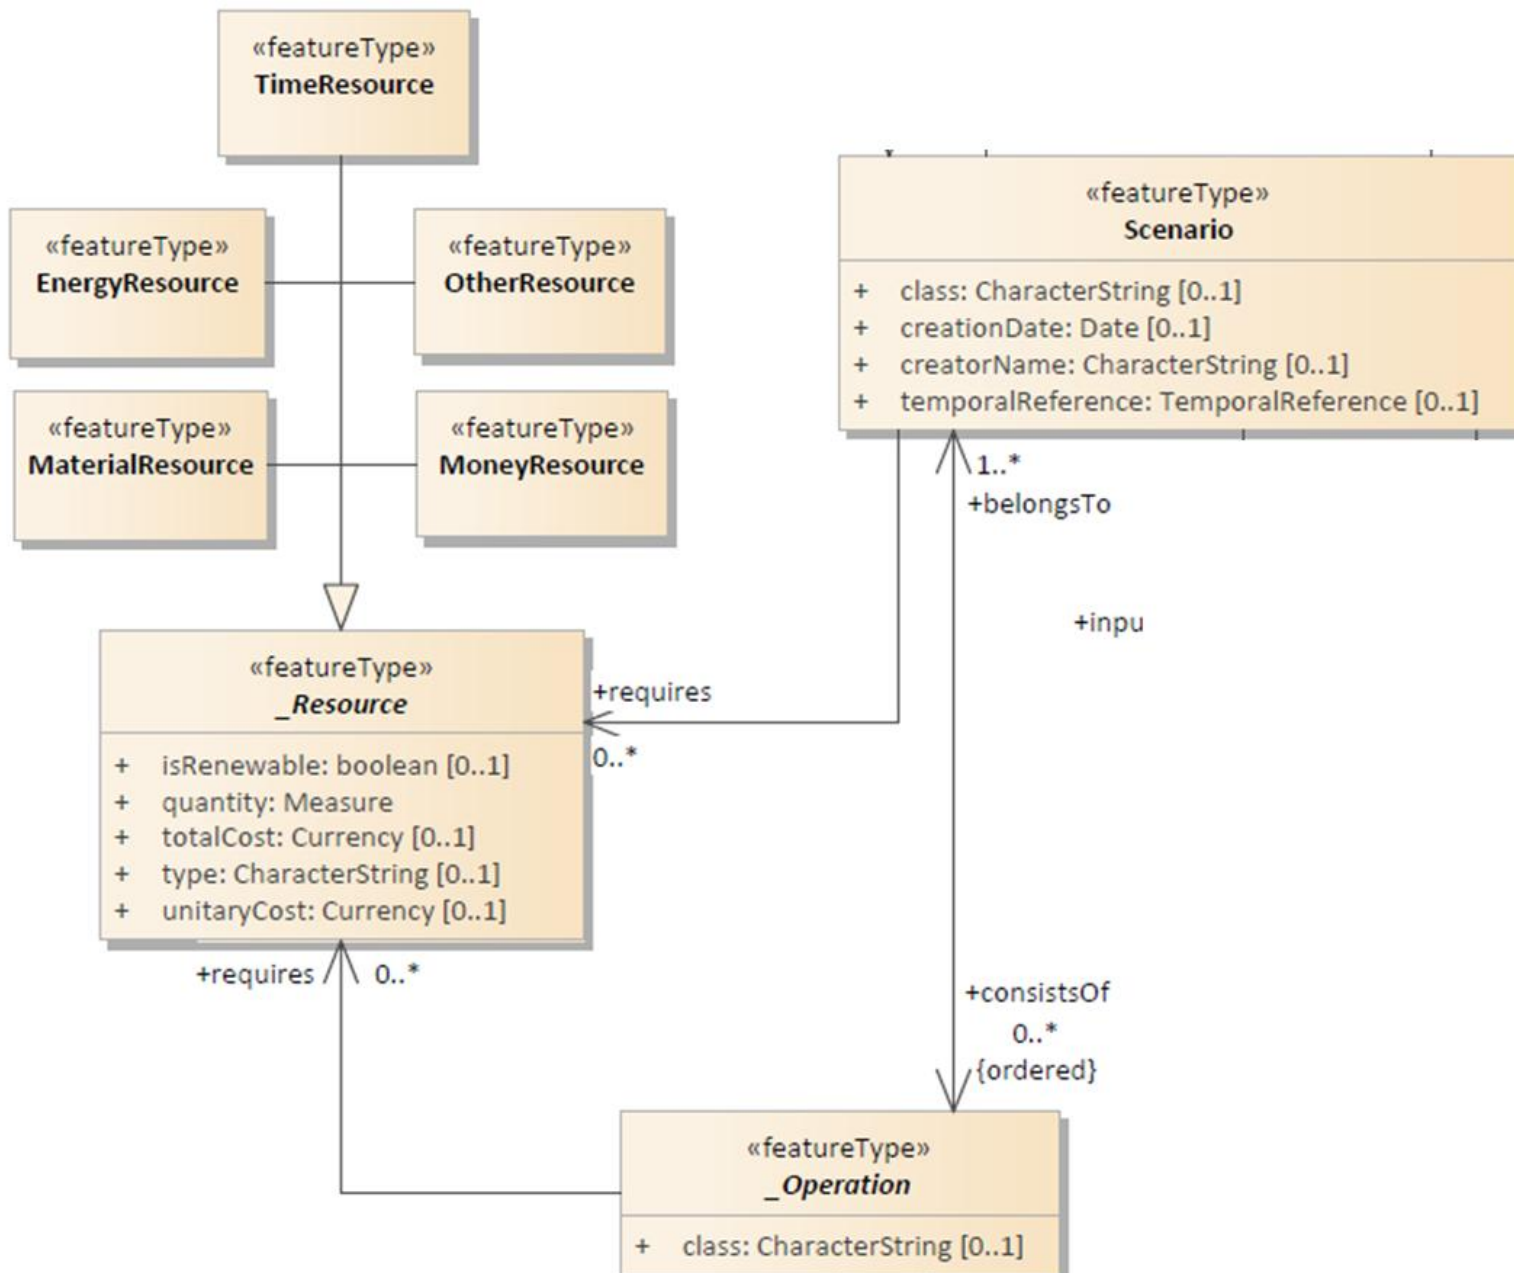 «featureType»
TimeResource
«featureType»
EnergyResource
«featureType»
OtherResource
«featureType»
MaterialResource
«featureType»
MoneyResource
«featureType»
Scenario
+ class: CharacterString [0..1]
+ creationDate: Date [0..1]
+ creatorName: CharacterString [0..1]
+ temporalReference: TemporalReference [0..1]
1..*
+belongsTo
+inpu
«featureType»
_Resource
+ isRenewable: boolean [0..1]
+ quantity: Measure
+ totalCost: Currency [0..1]
+ type: CharacterString [0..1]
+ unitaryCost: Currency [0..1]
+requires
0..*
+requires
0..*
+consistsOf
0..*
{ordered}
«featureType»
_Operation
+ class: CharacterString [0..1]